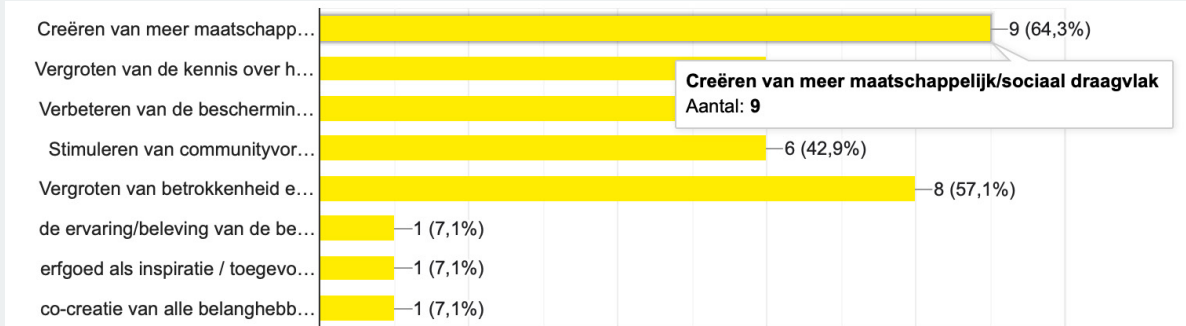 Creëren van meer maatschapp...
9 (64,3%)
Vergroten van de kennis over h...
Creëren van meer maatschappelijk/sociaal draagvlak
Aantal: 9
Verbeteren van de beschermin...
Stimuleren van communityvor...
6 (42,9%)
Vergroten van betrokkenheid e...
8 (57,1%)
de ervaring/beleving van de be...
1 (7,1%)
erfgoed als inspiratie / toegevo...
1 (7,1%)
co-creatie van alle belanghebb...
1 (7,1%)